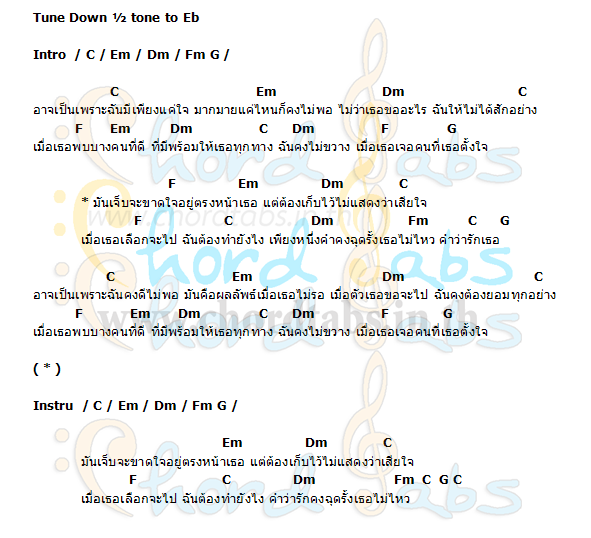 Tune Down ½ tone to Eb
Intro / C / Em / Dm / Fm G /
C Em Dm C
อาจเป็นเพราะฉันมีเพียงแค่ใจ มากมายแค่ไหนก็คงไม่พอ ไม่ว่าเธอขออะไร ฉันให้ไม่ได้สักอย่าง
F Em Dm C Dm F G
เมื่อเธอพบบางคนที่ดี ที่มีพร้อมให้เธอทุกทาง ฉันคงไม่ขวาง เมื่อเธอเจอคนที่เธอตั้งใจ
F Em Dm C
* มันเจ็บจะขาดใจอยู่ตรงหน้าเธอ แต่ต้องเก็บไว้ไม่แสดงว่าเสียใจ
F C Dm Fm C G
เมื่อเธอเลือกจะไป ฉันต้องทำยังไง เพียงหนึ่งคำคงฉุดรั้งเธอไม่ไหว คำว่ารักเธอ
C Em Dm C
อาจเป็นเพราะฉันคงดีไม่พอ มันคือผลลัพธ์เมื่อเธอไม่รอ เมื่อตัวเธอขอจะไป ฉันคงต้องยอมทุกอย่าง
F Em Dm C Dm F G
เมื่อเธอพบบางคนที่ดี ที่มีพร้อมให้เธอทุกทาง ฉันคงไม่ขวาง เมื่อเธอเจอคนที่เธอตั้งใจ
( * )
Instru / C / Em / Dm / Fm G /
Em Dm C
มันเจ็บจะขาดใจอยู่ตรงหน้าเธอ แต่ต้องเก็บไว้ไม่แสดงว่าเสียใจ
F C Dm Fm C G C
เมื่อเธอเลือกจะไป ฉันต้องทำยังไง คำว่ารักคงฉุดรั้งเธอไม่ไหว
Chord Tabs
www.chordtabs.in.th